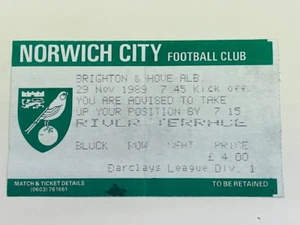 NORWICH CITY FOOTBALL CLUB
BRIGHTON & HOVE ALB.
29 NOV 1989 7.45 Kick Off
YOU ARE ADVISED TO TAKE
UP YOUR POSITION BY 7.15
RIVER TERRACE
BLOCK ROW SEAT PRICE
£ 4.00
Barclays League Div. 1
MATCH & TICKET DETAILS
(0603) 761661
TO BE RETAINED